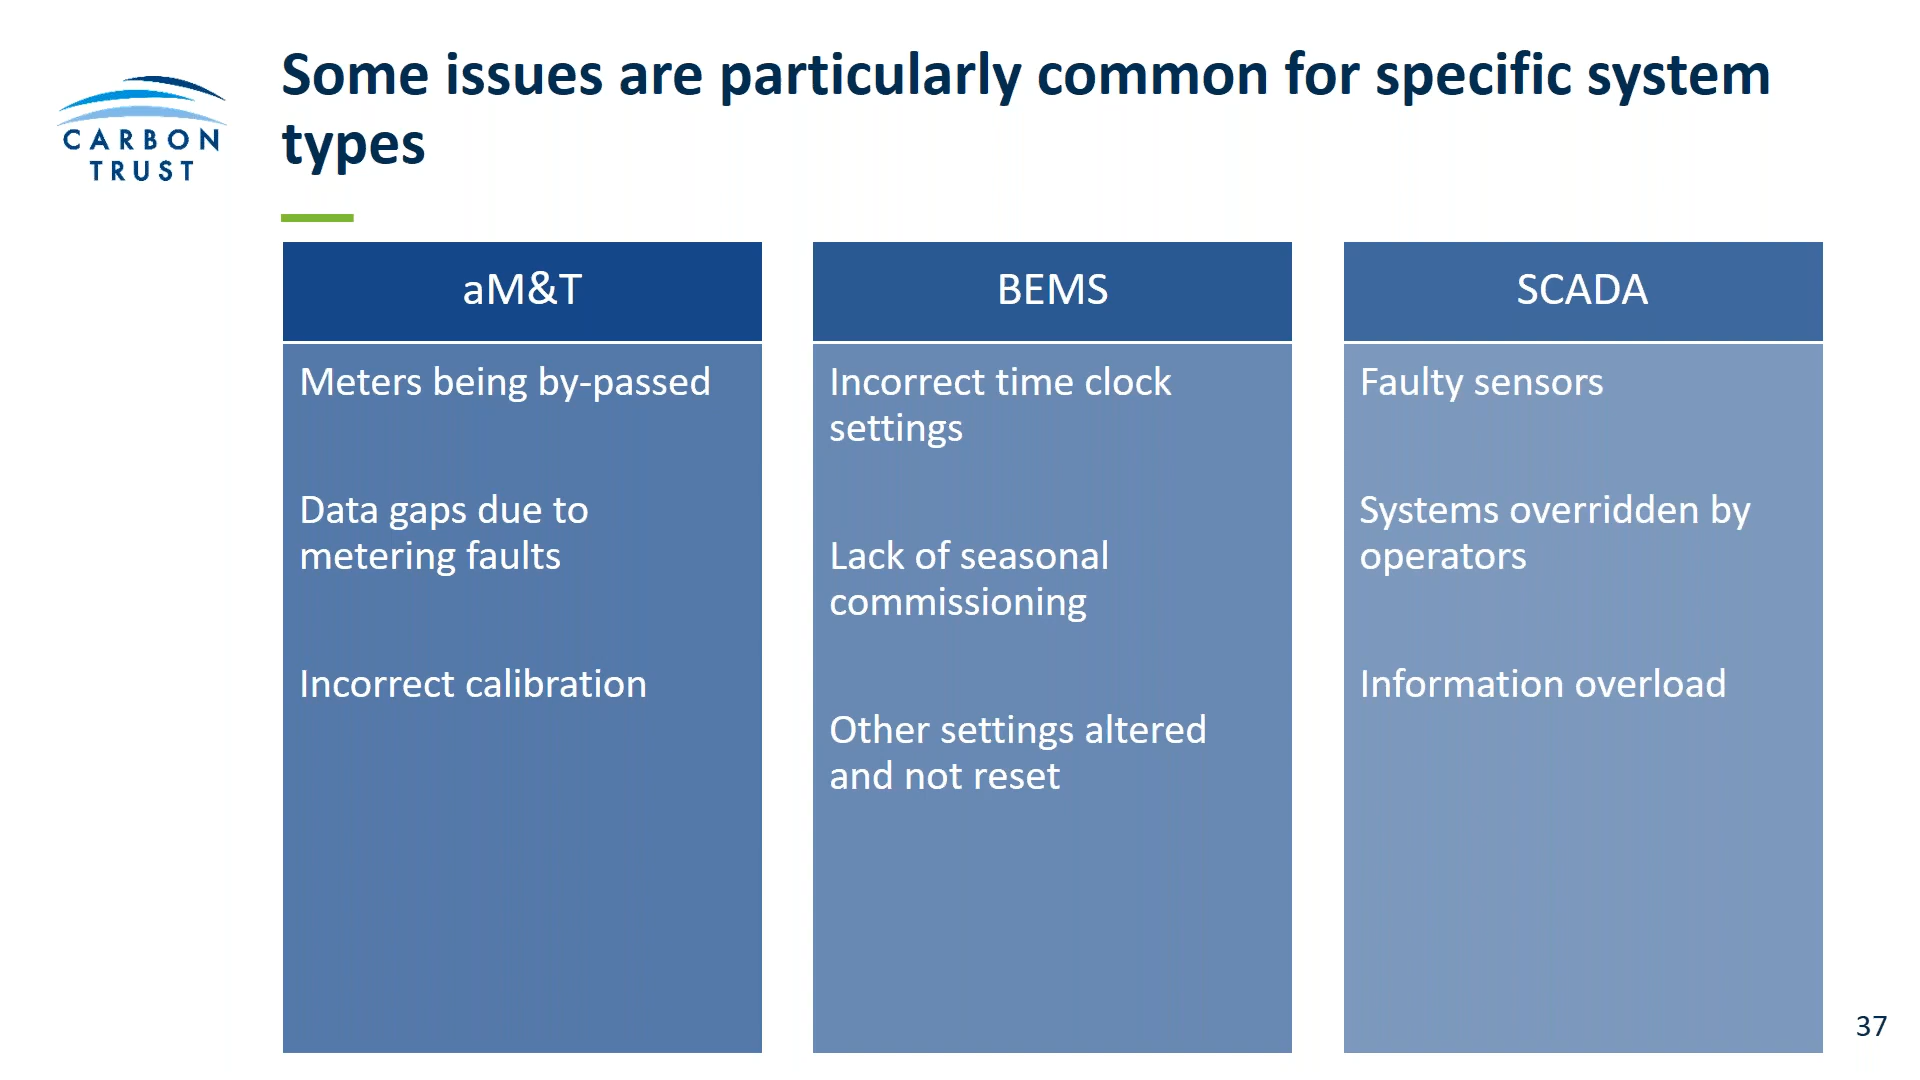 CARBON
TRUST
Some issues are particularly common for specific system
types
aM&T
Meters being by-passed
Data gaps due to
metering faults
Incorrect calibration
BEMS
Incorrect time clock
settings
Lack of seasonal
commissioning
Other settings altered
and not reset
SCADA
Faulty sensors
Systems overridden by
operators
Information overload
37